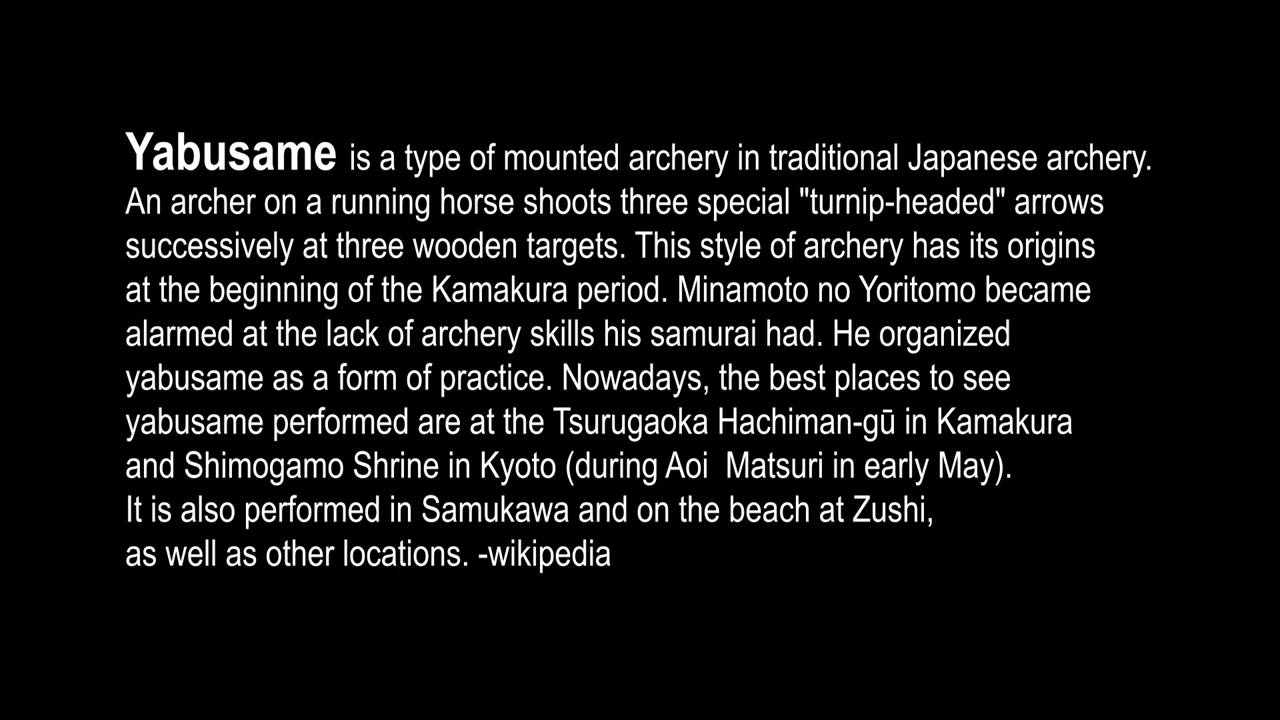 Yabusame is a type of mounted archery in traditional Japanese archery.
An archer on a running horse shoots three special "turnip-headed" arrows
successively at three wooden targets. This style of archery has its origins
at the beginning of the Kamakura period. Minamoto no Yoritomo became
alarmed at the lack of archery skills his samurai had. He organized
yabusame as a form of practice. Nowadays, the best places to see
yabusame performed are at the Tsurugaoka Hachiman-gū in Kamakura
and Shimogamo Shrine in Kyoto (during Aoi  Matsuri in early May).
It is also performed in Samukawa and on the beach at Zushi,
as well as other locations. -wikipedia